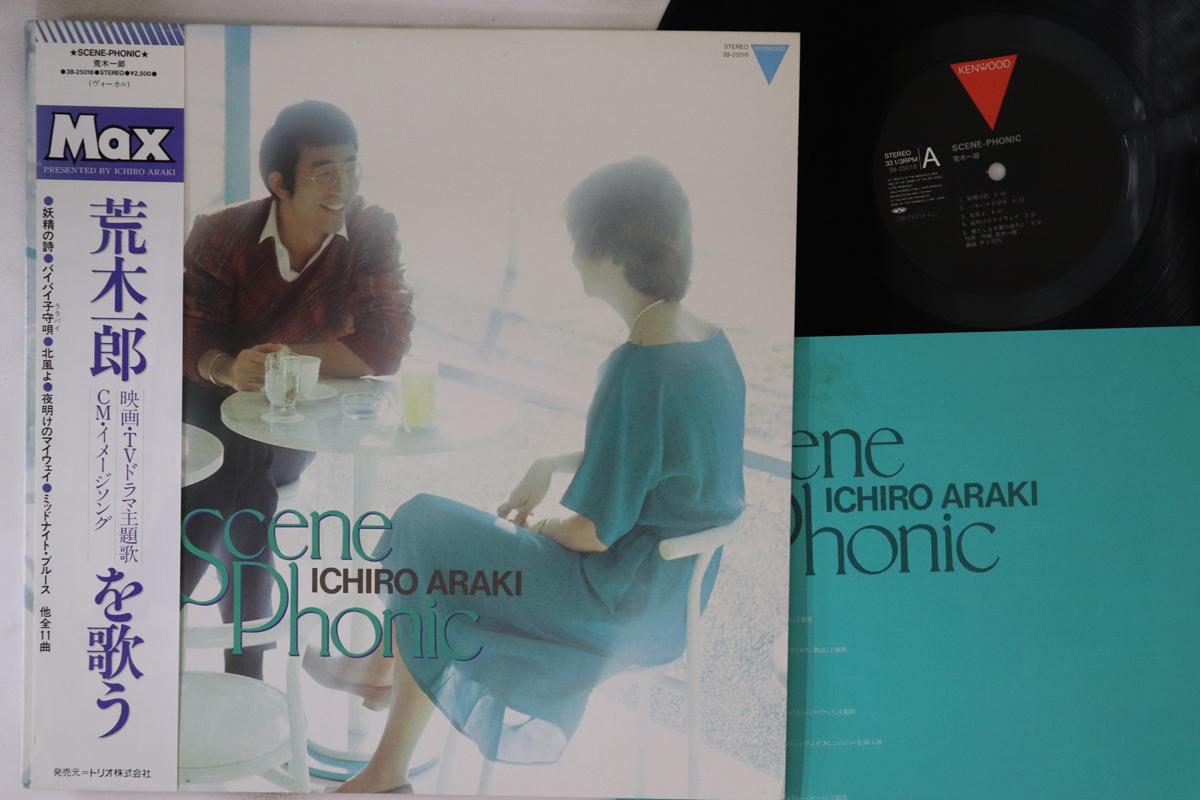 ★SCENE-PHONIC★
荒木一郎
●3B-25018●STEREO●¥2,500●
(ヴォーカル)
Max
PRESENTED BY ICHIRO ARAKI
荒木一郎
映画・TVドラマ主題歌
CM・イメージソング
を歌う
●妖精の詩●バイバイ子守唄●北風よ●夜明けのマイウェイ●ミッドナイト・ブルース 他全11曲
ララバイ
発売元=トリオ株式会社
STEREO
3B-25018
KENWOOD
Scene
Phonic
ICHIRO ARAKI
KENWOOD
STEREO
33 1/3RPM
3B-25018
A
SCENE-PHONIC
荒木一郎
ene
ICHIRO ARAKI
Phonic